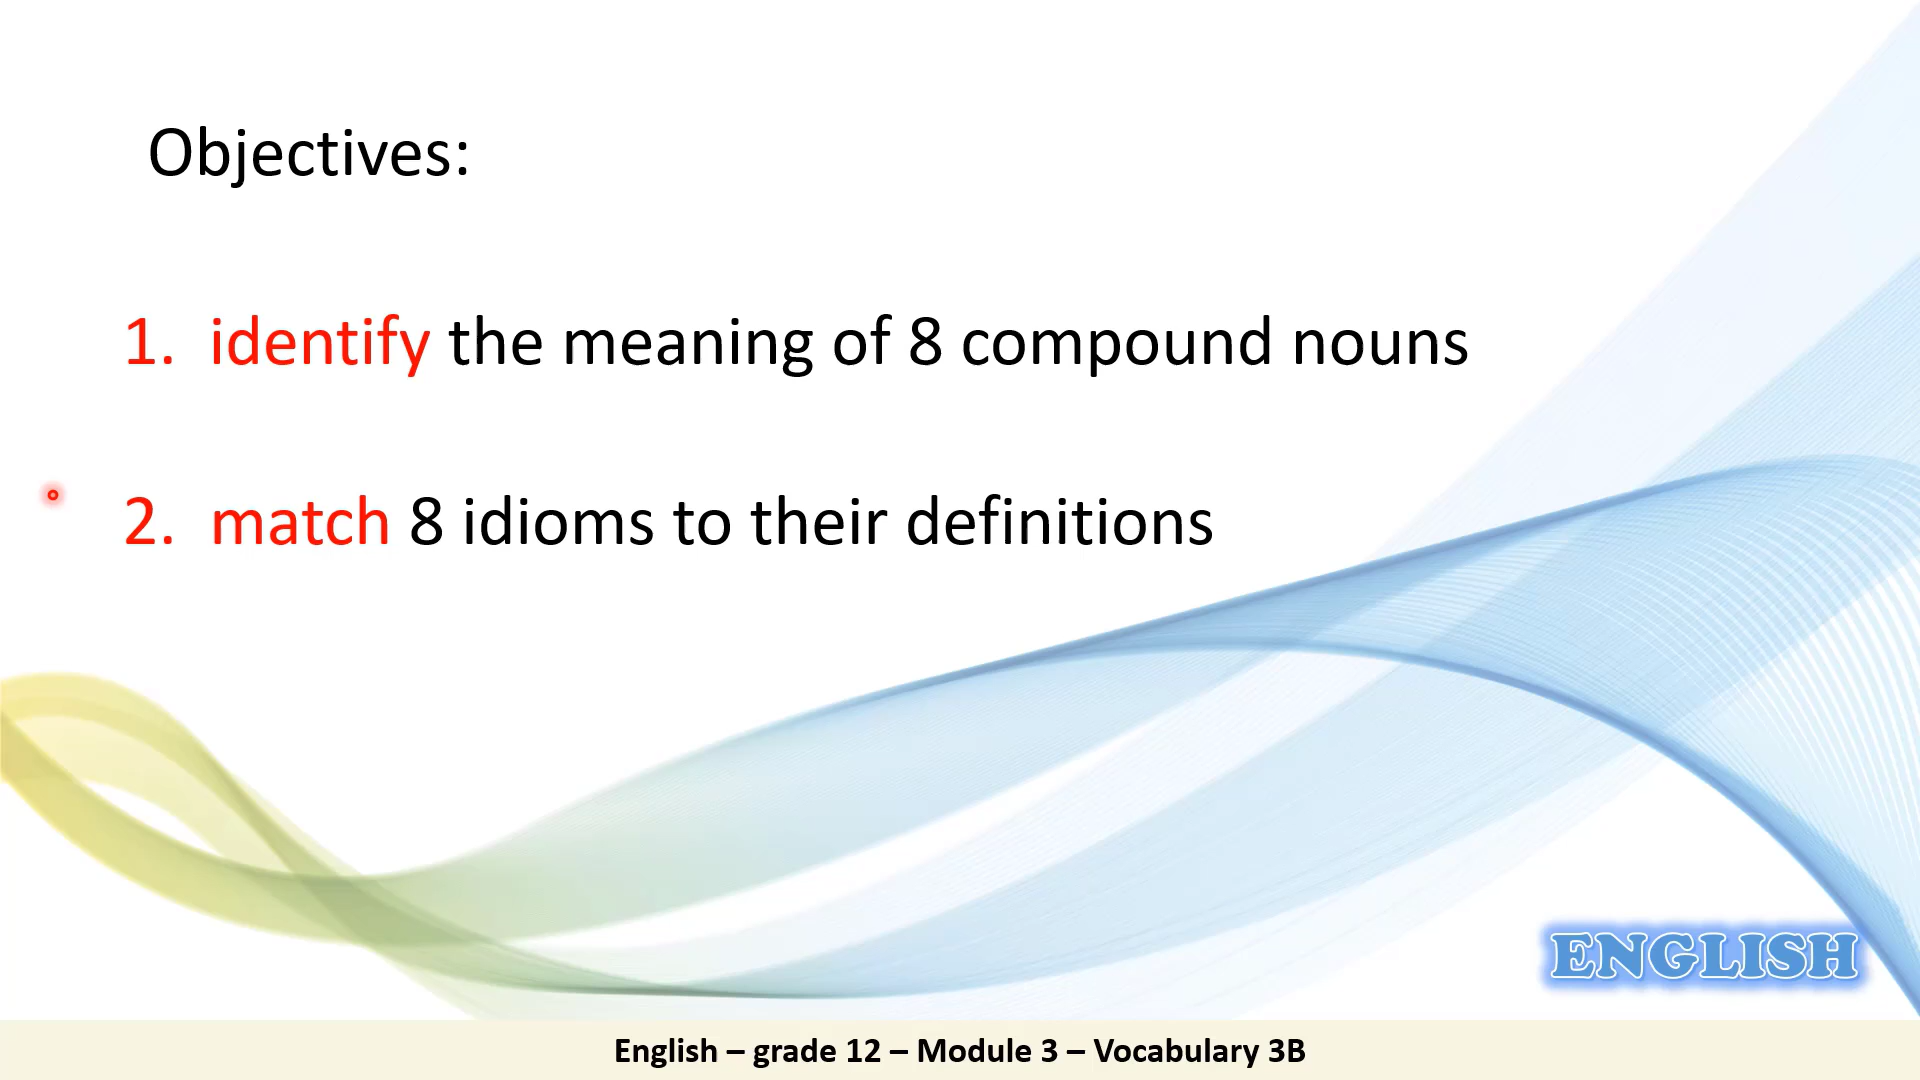 Objectives:
1. identify the meaning of 8 compound nouns
2. match 8 idioms to their definitions
ENGLISH
English – grade 12 – Module 3 – Vocabulary 3B